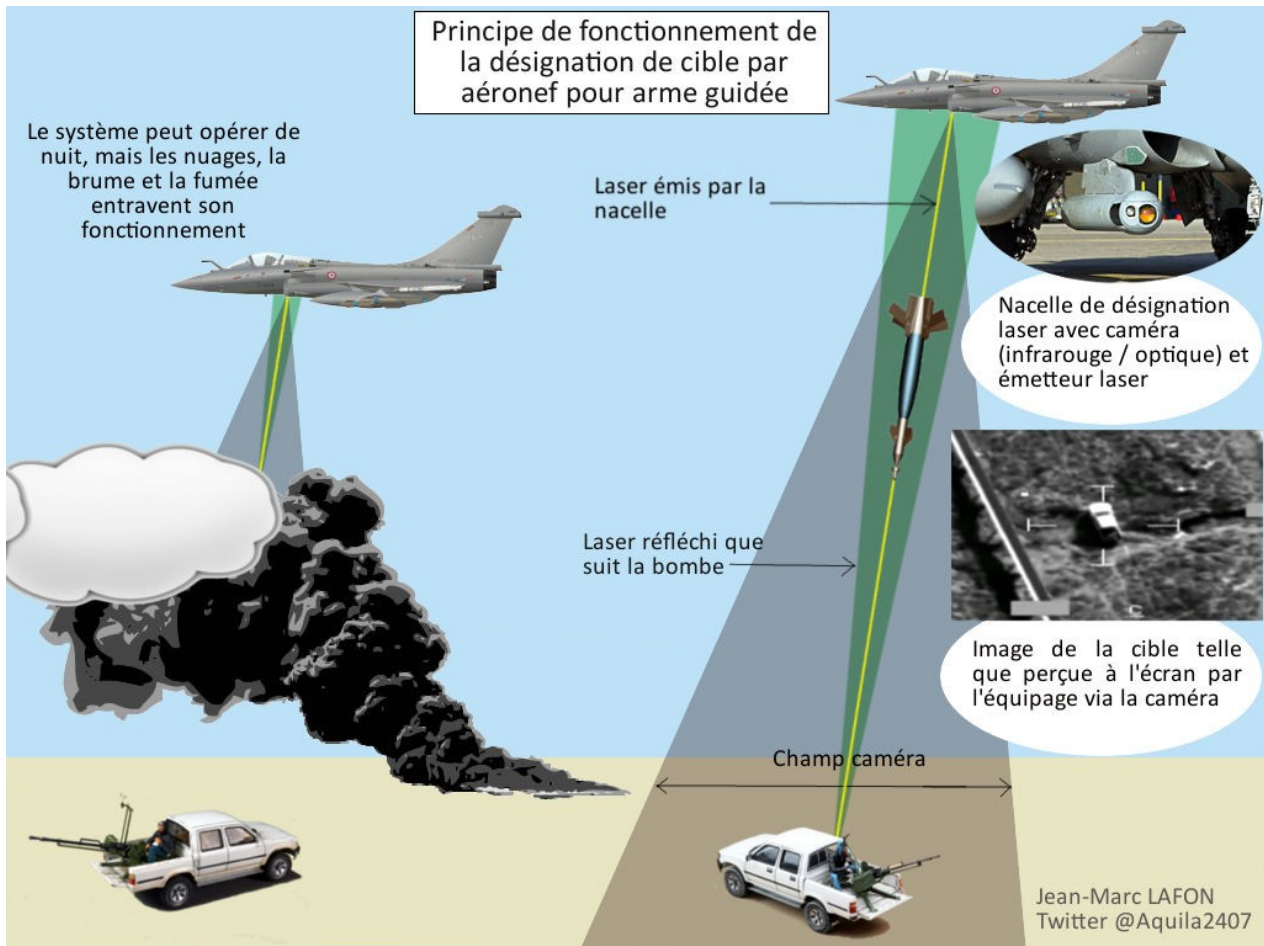 Principe de fonctionnement de
la désignation de cible par
aéronef pour arme guidée
Le système peut opérer de
nuit, mais les nuages, la
brume et la fumée
entravent son
fonctionnement
Laser émis par la
nacelle
Nacelle de désignation
laser avec caméra
(infrarouge / optique) et
émetteur laser
Laser réfléchi que
suit la bombe
Image de la cible telle
que perçue à l'écran par
l'équipage via la caméra
Champ caméra
Jean-Marc LAFON
Twitter @Aquila2407